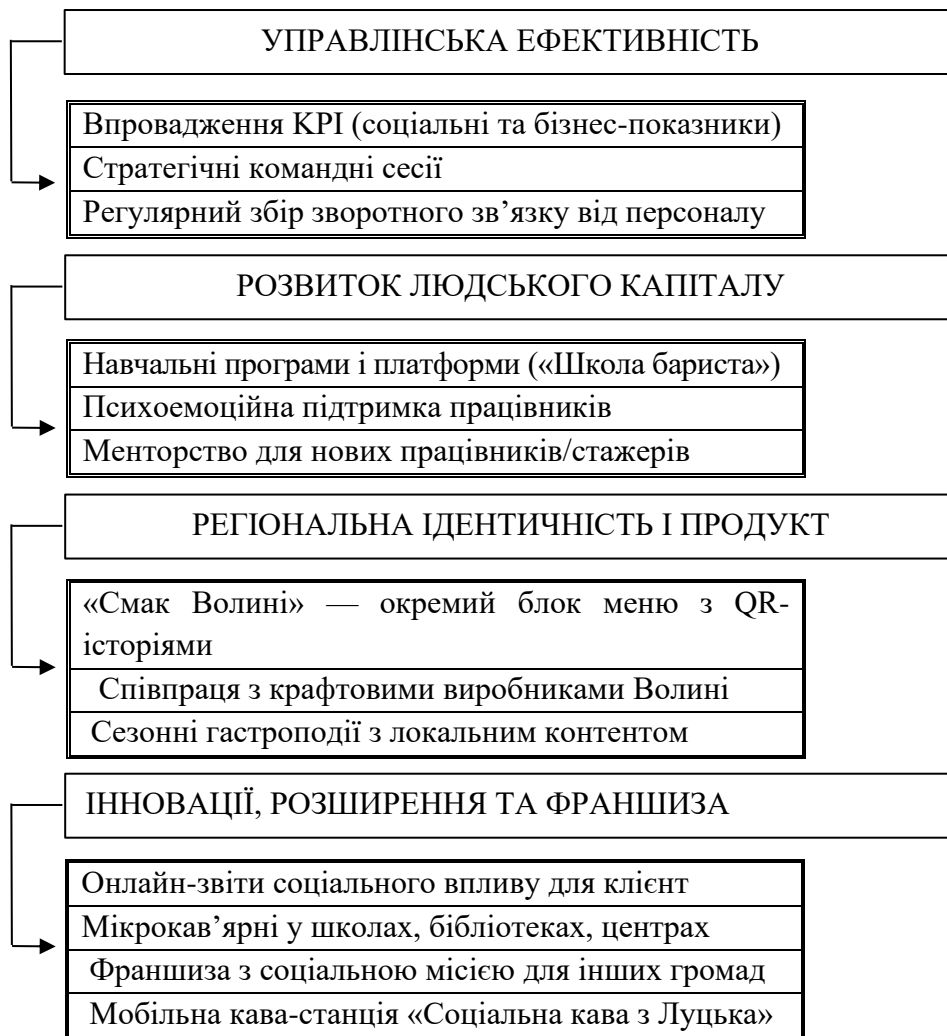 УПРАВЛІНСЬКА ЕФЕКТИВНІСТЬ
Впровадження KPI (соціальні та бізнес-показники)
Стратегічні командні сесії
Регулярний збір зворотного зв’язку від персоналу
РОЗВИТОК ЛЮДСЬКОГО КАПІТАЛУ
Навчальні програми і платформи («Школа бариста»)
Психоемоційна підтримка працівників
Менторство для нових працівників/стажерів
РЕГІОНАЛЬНА ІДЕНТИЧНІСТЬ І ПРОДУКТ
«Смак Волині» — окремий блок меню з QR-
історіями
Співпраця з крафтовими виробниками Волині
Сезонні гастроподії з локальним контентом
ІННОВАЦІЇ, РОЗШИРЕННЯ ТА ФРАНШИЗА
Онлайн-звіти соціального впливу для клієнт
Мікрокав’ярні у школах, бібліотеках, центрах
Франшиза з соціальною місією для інших громад
Мобільна кава-станція «Соціальна кава з Луцька»